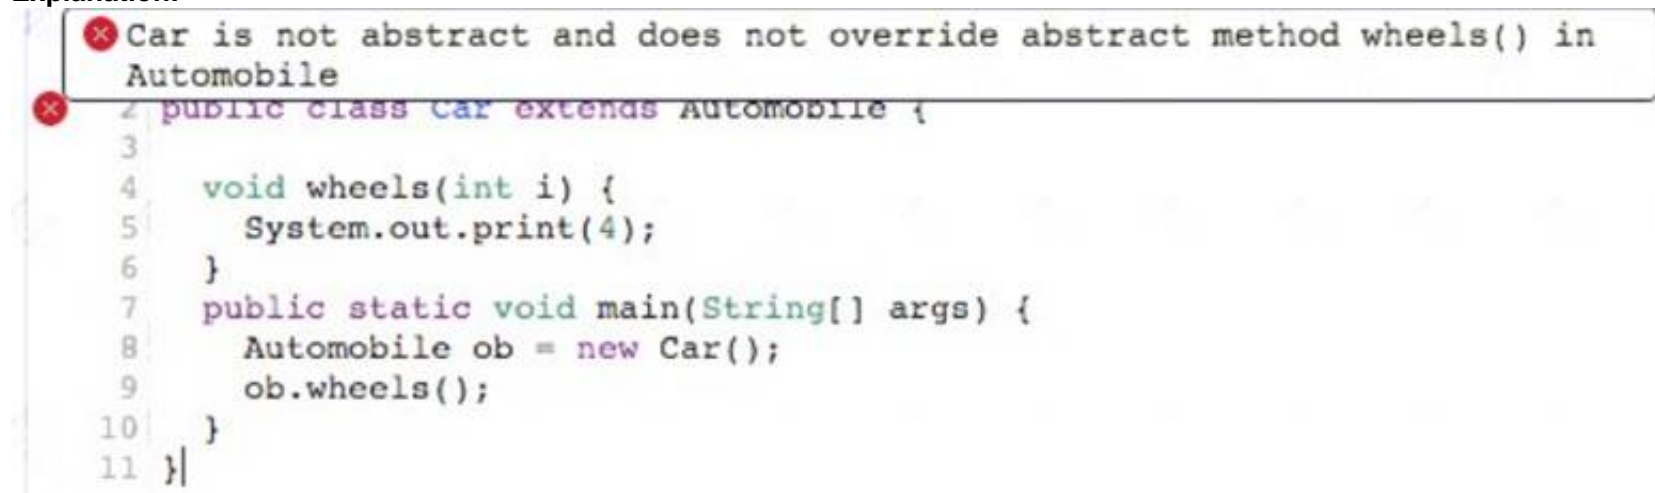 Explanation:
Car is not abstract and does not override abstract method wheels() in
Automobile
2 public class Car extends Automobile {
3
4 void wheels(int i) {
5 System.out.print(4);
6 }
7 public static void main(String[] args) {
8 Automobile ob = new Car();
9 ob.wheels();
10 }
11 }